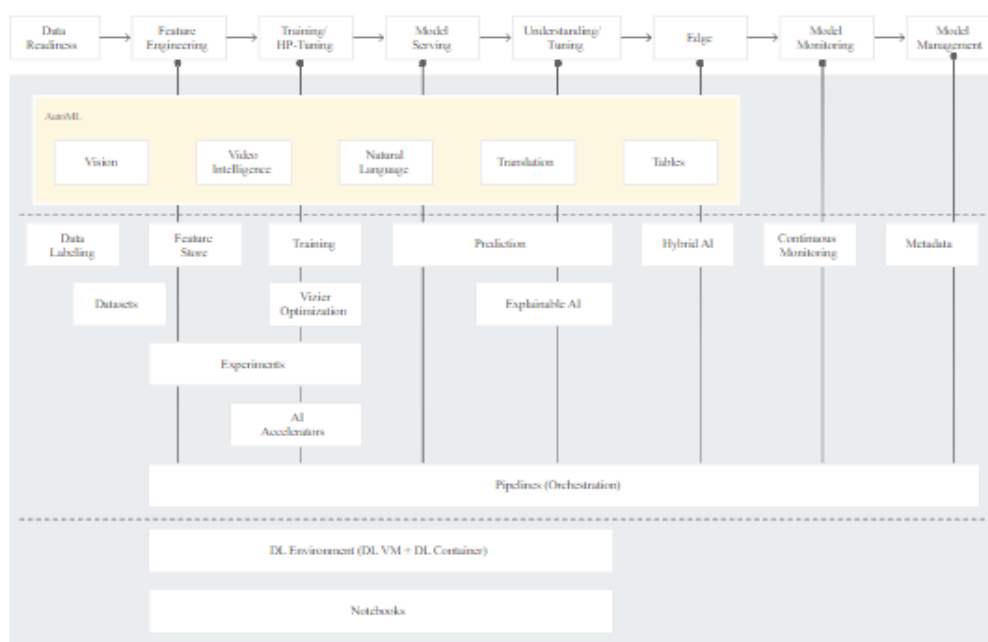 Data
Readiness
Feature
Engineering
Training/
HP-Tuning
Model
Serving
Understanding/
Tuning
Edge
Model
Monitoring
Model
Management
AutoML
Vision
Video
Intelligence
Natural
Language
Translation
Tables
Data
Labeling
Feature
Store
Training
Prediction
Hybrid AI
Continuous
Monitoring
Metadata
Datasets
Vizier
Optimization
Explainable AI
Experiments
AI
Accelerators
Pipelines (Orchestration)
DL Environment (DL VM + DL Container)
Notebooks